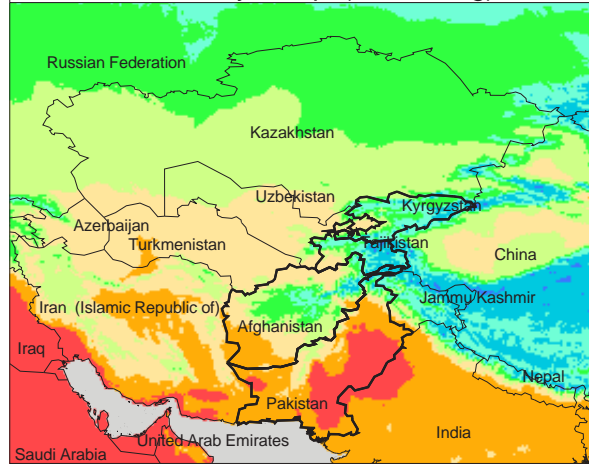 Russian Federation
Kazakhstan
Uzbekistan
Kyrgyzstan
Azerbaijan
Turkmenistan
Tajikistan
China
Iran (Islamic Republic of)
Jammu Kashmir
Afghanistan
Iraq
Nepal
Pakistan
India
United Arab Emirates
Saudi Arabia